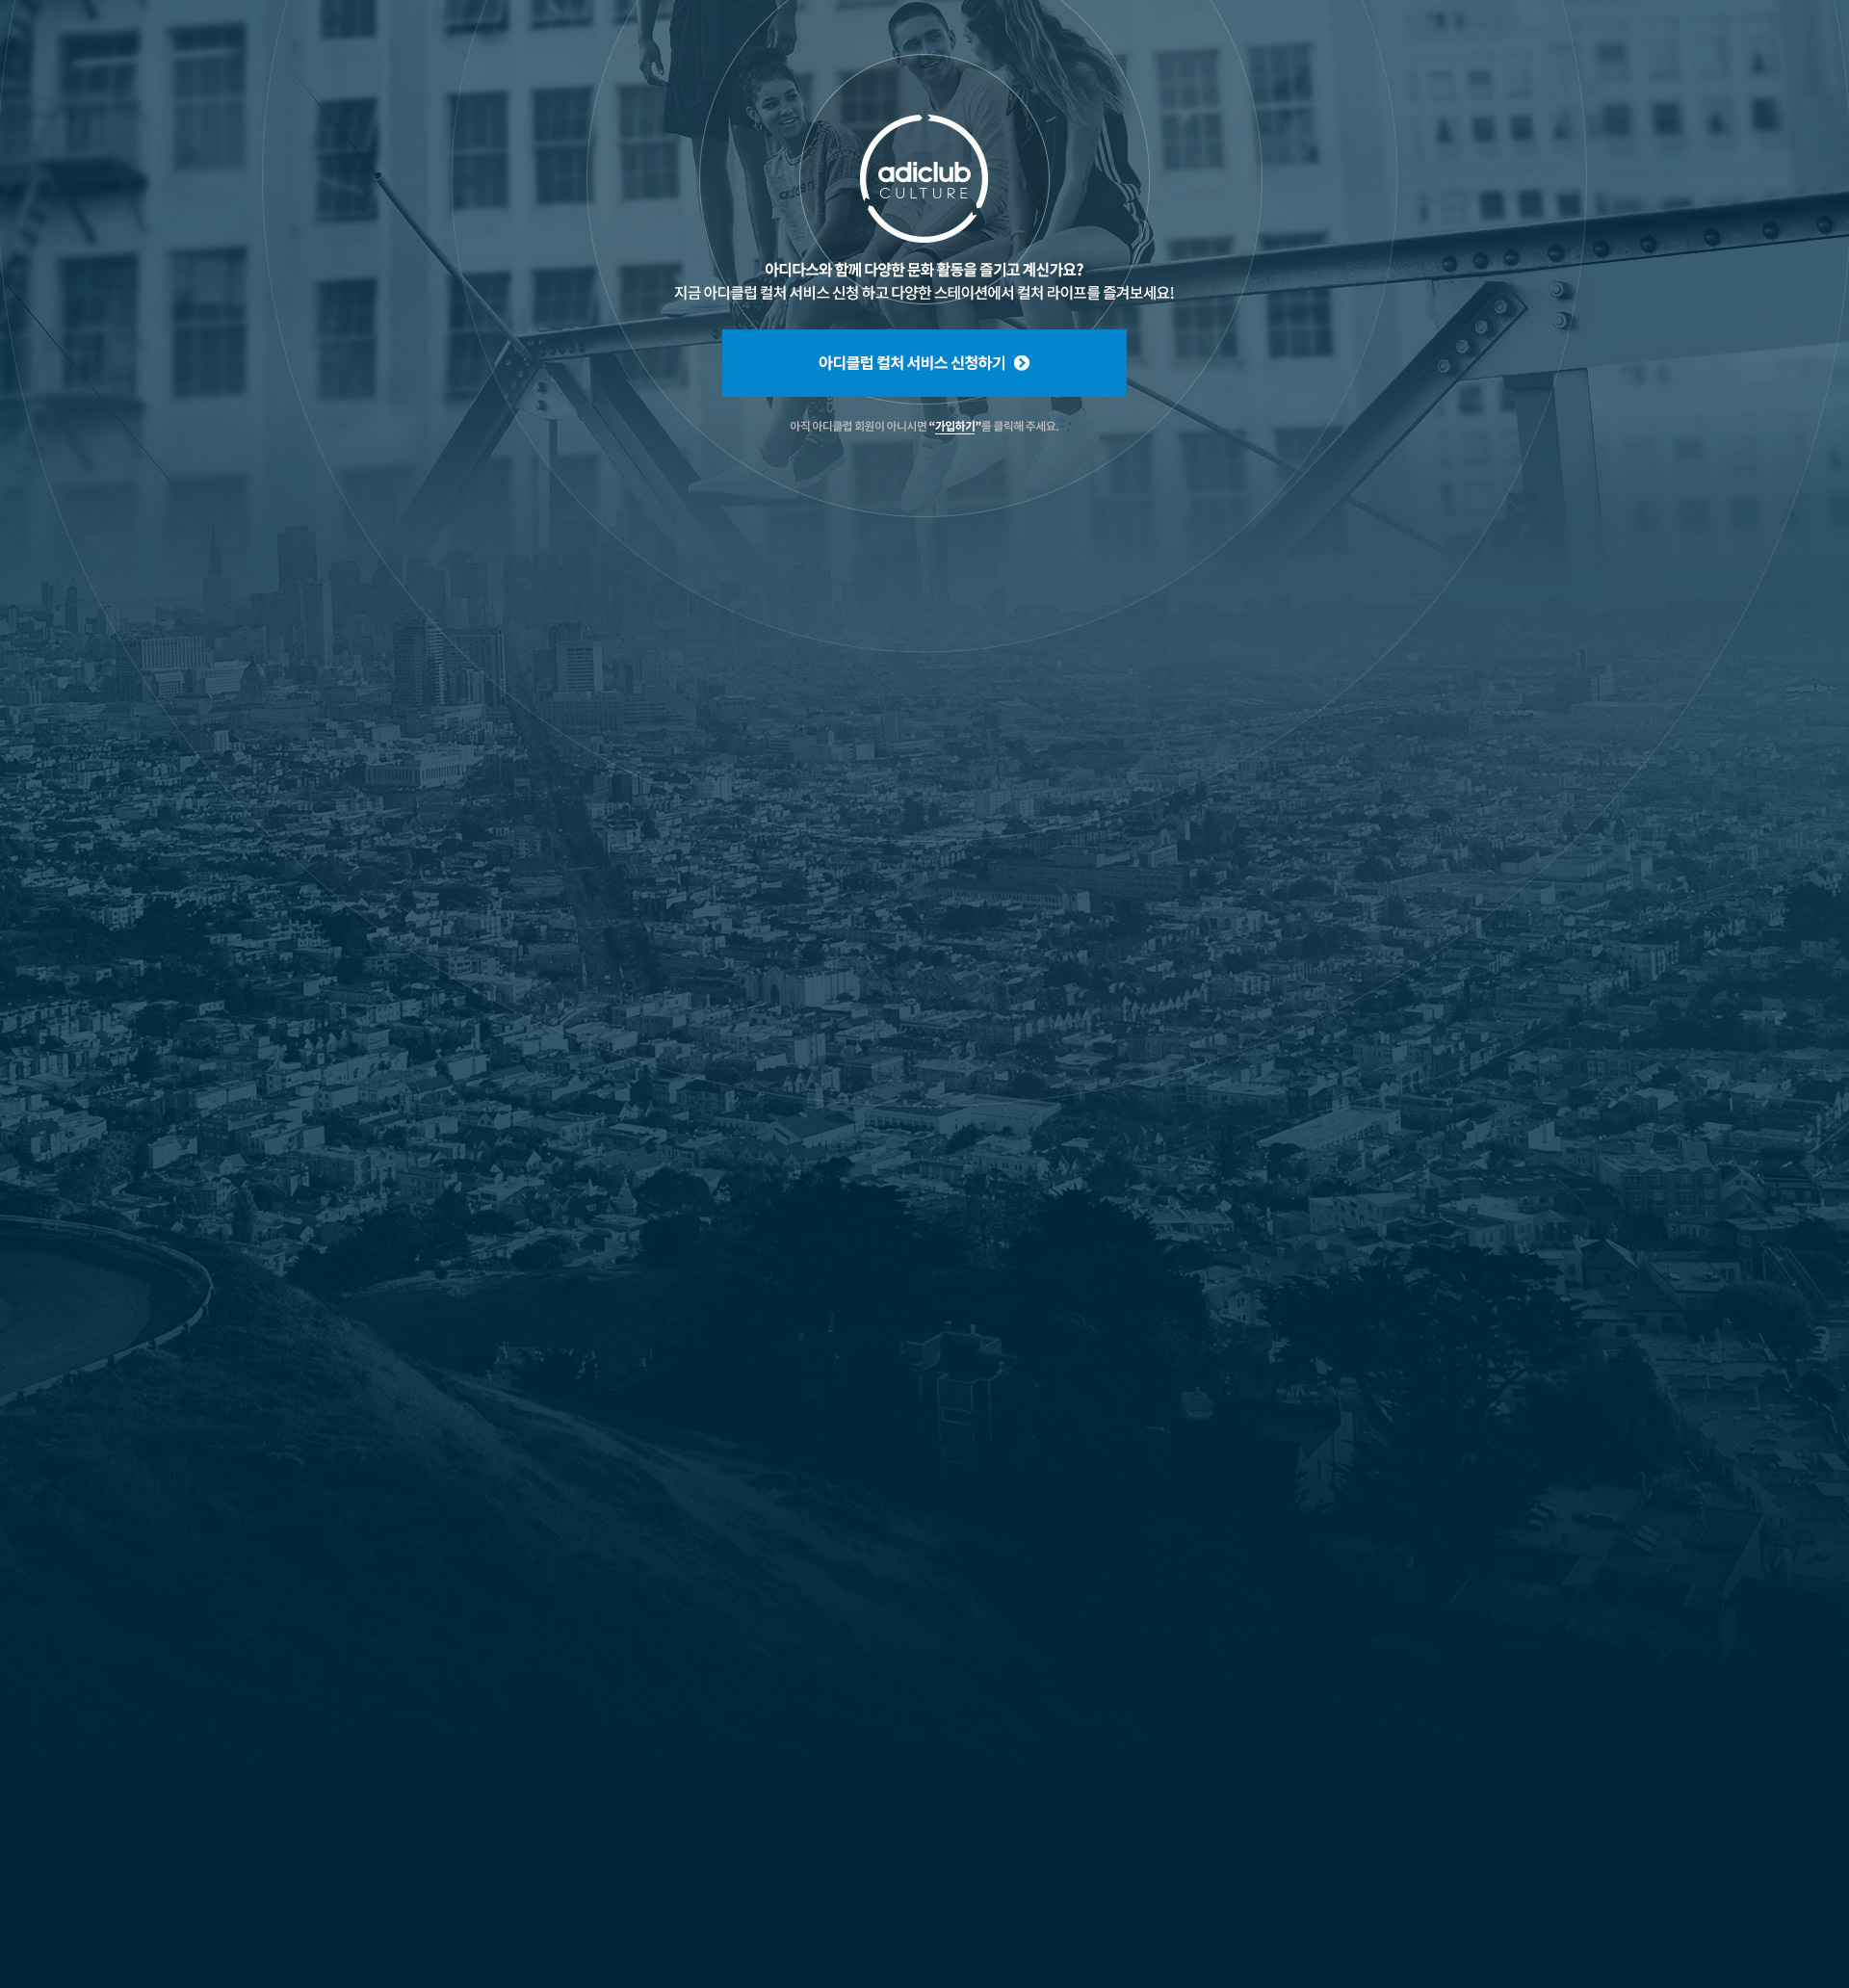 adiclub
CULTURE
아디다스와 함께 다양한 문화 활동을 즐기고 계신가요?
지금 아디클럽 컬처 서비스 신청 하고 다양한 스테이션에서 컬처 라이프를 즐겨보세요!
아디클럽 컬처 서비스 신청하기
아직 아디클럽 회원이 아니시면 “가입하기”를 클릭해 주세요.